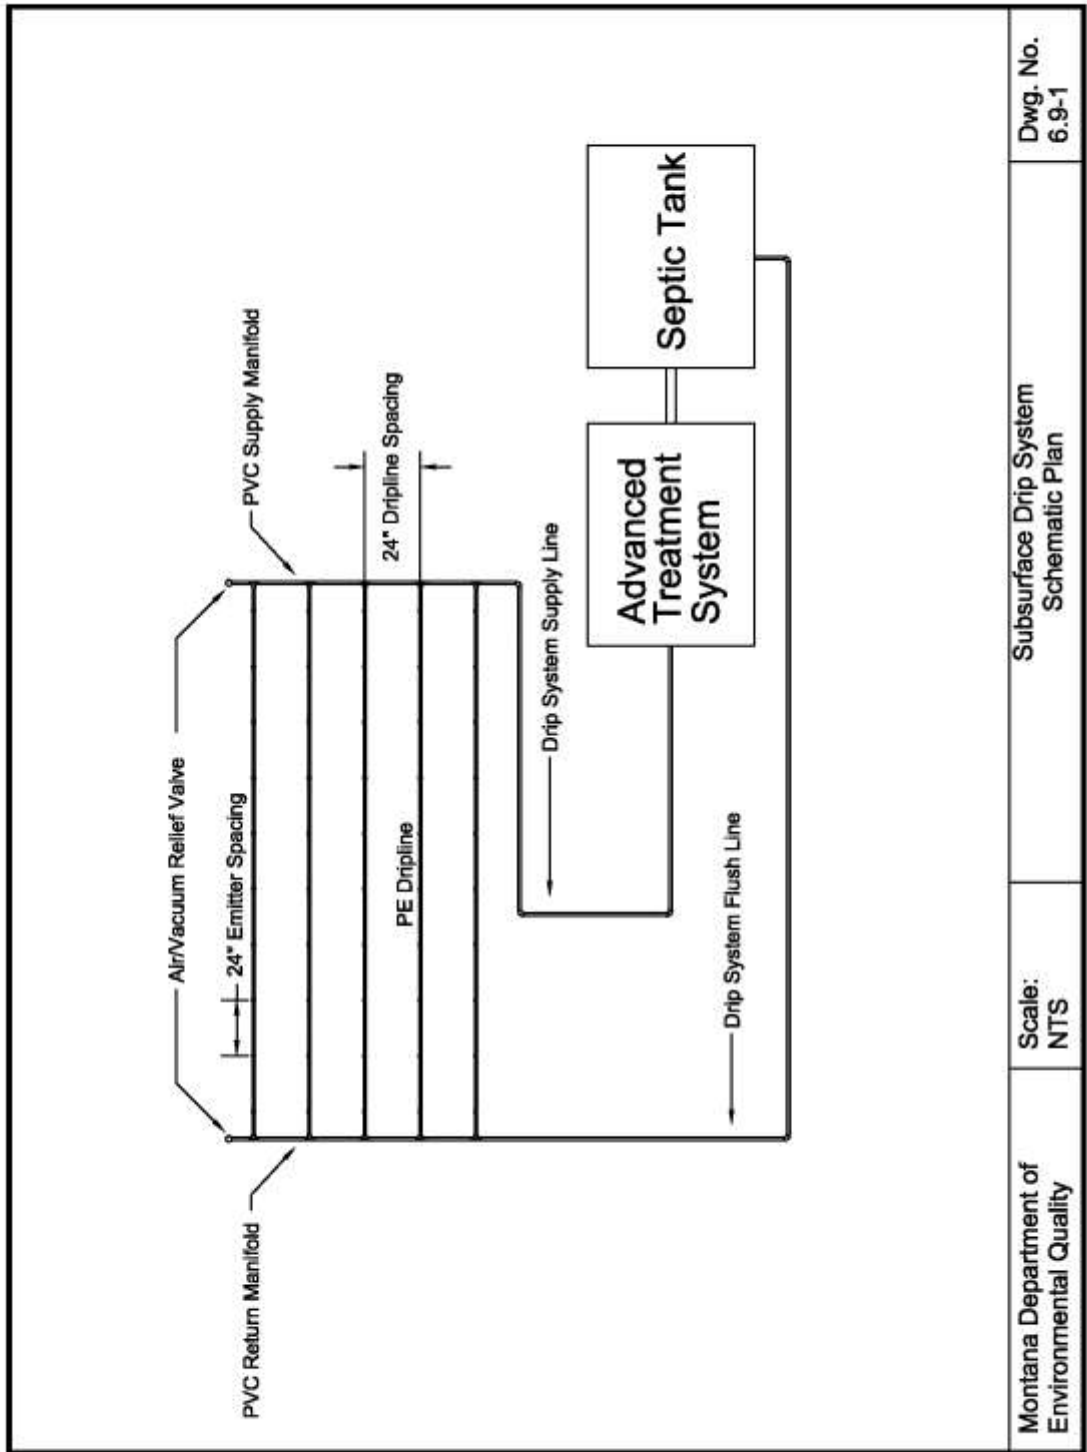 Air/Vacuum Relief Valve
PVC Return Manifold
24" Emitter Spacing
PVC Supply Manifold
PE Dripline
24" Dripline Spacing
Drip System Supply Line
Advanced
Treatment
System
Septic Tank
Drip System Flush Line
Montana Department of
Environmental Quality
Scale:
NTS
Subsurface Drip System
Schematic Plan
Dwg. No.
6.9-1